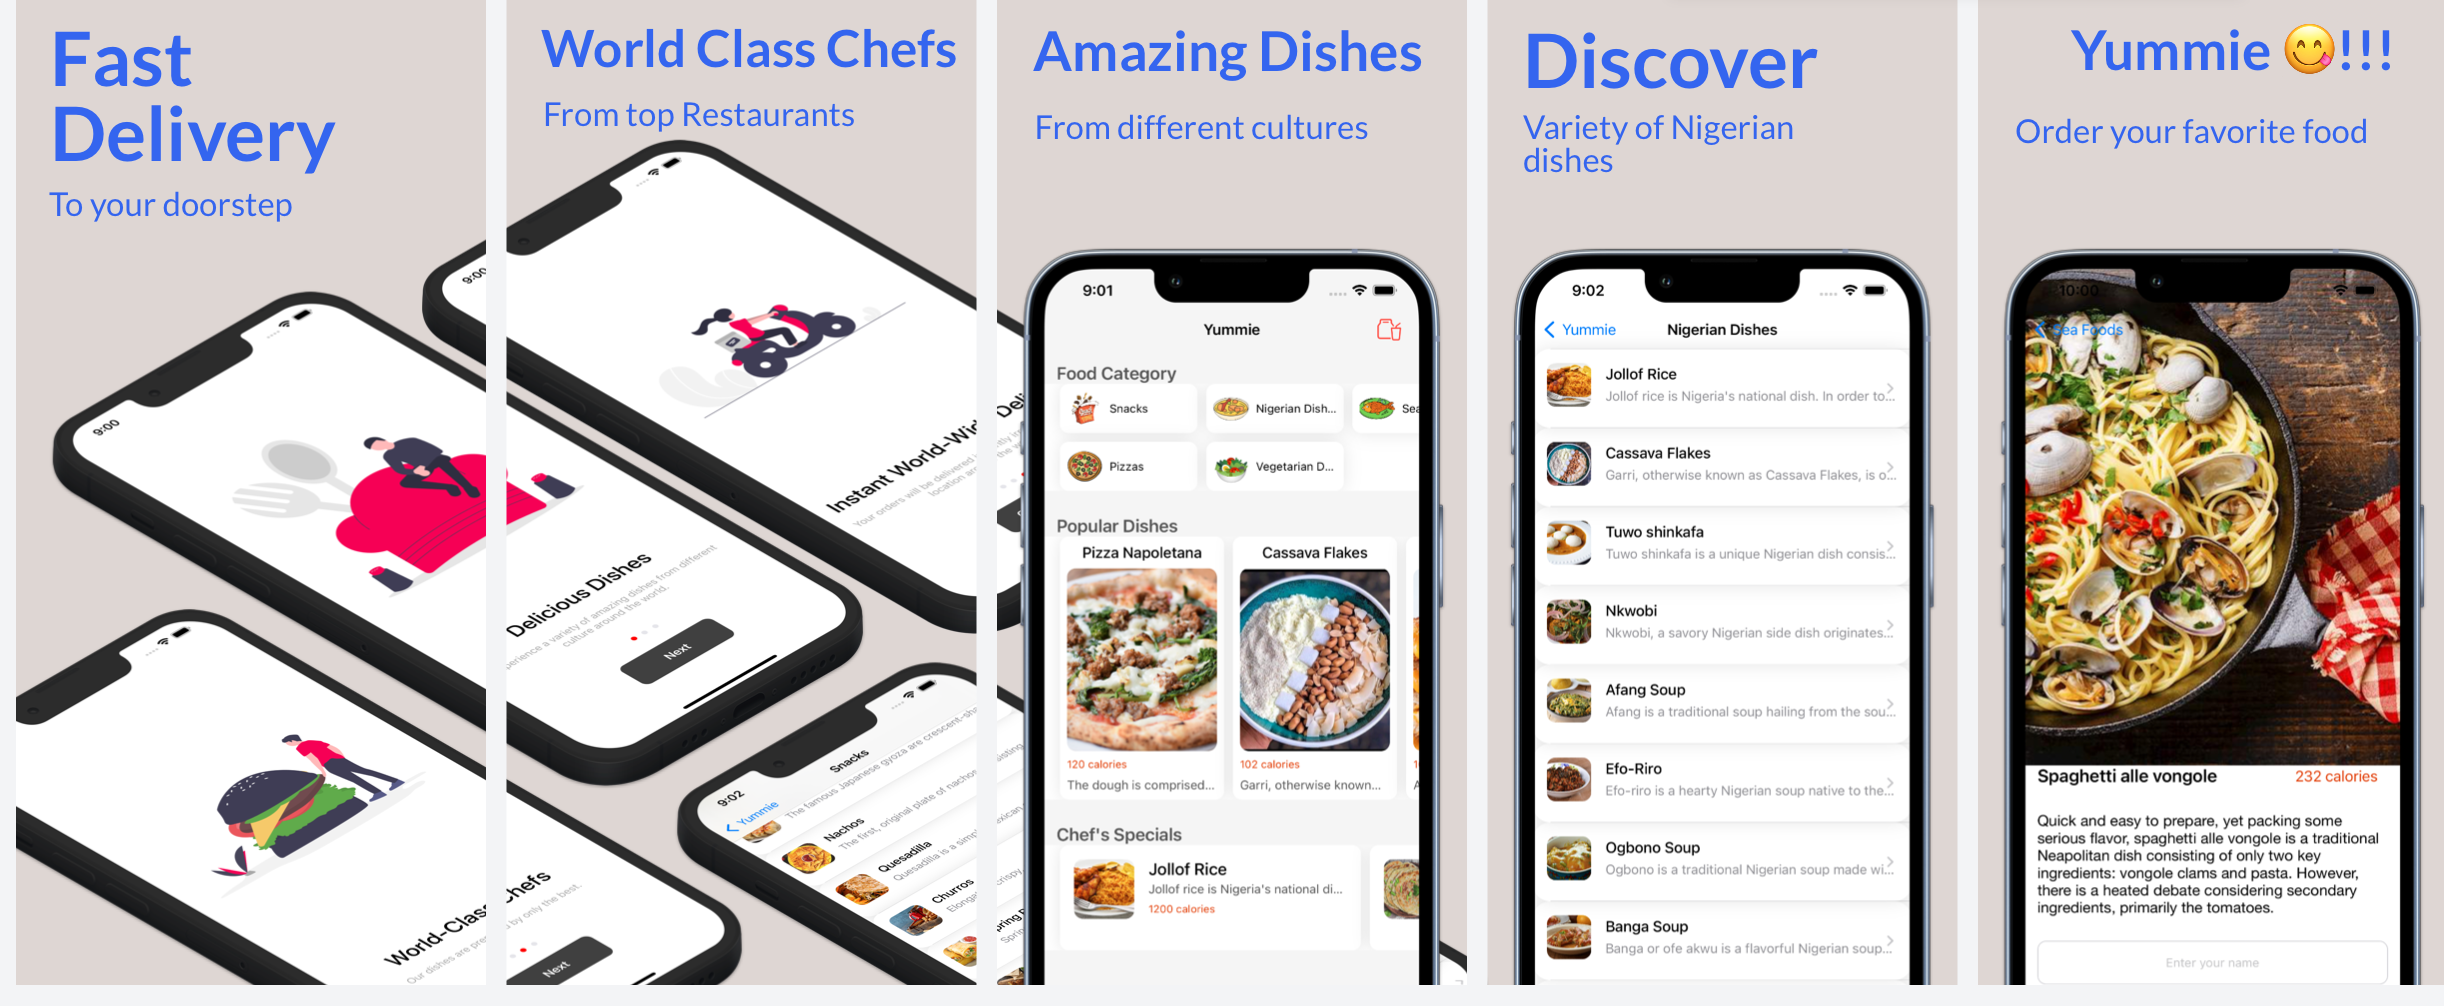 Fast
Delivery
To your doorstep
9:00
9:00
World-Class Chefs
by only the best.
Next
World Class Chefs
From top Restaurants
Instant World-Wid
Your orders will be delivered
location
Delicious Dishes
perience a variety of amazing dishes from different
culture around the world.
Next
9:02
Yummie
Snacks
The famous Japanese gyoza are crescent-sha
Nachos
The first, original plate of nachos
Quesadilla
Quesadilla is a simp
Churros
Elonga
Amazing Dishes
From different cultures
9:01
Yummie
Food Category
Snacks
Nigerian Dish...
Sea
Pizzas
Vegetarian D...
Popular Dishes
Pizza Napoletana
Cassava Flakes
120 calories
102 calories
The dough is comprised...
Garri, otherwise known...
Chef's Specials
Jollof Rice
Jollof rice is Nigeria's national di...
1200 calories
Discover
Variety of Nigerian
dishes
9:02
Yummie
Nigerian Dishes
Jollof Rice
Jollof rice is Nigeria's national dish. In order to...
Cassava Flakes
Garri, otherwise known as Cassava Flakes, is o...
Tuwo shinkafa
Tuwo shinkafa is a unique Nigerian dish consis...
Nkwobi
Nkwobi, a savory Nigerian side dish originates...
Afang Soup
Afang is a traditional soup hailing from the sou...
Efo-Riro
Efo-riro is a hearty Nigerian soup native to the...
Ogbono Soup
Ogbono is a traditional Nigerian soup made wi...
Banga Soup
Banga or ofe akwu is a flavorful Nigerian soup...
Yummie 😋!!!
Order your favorite food
10:00
Sea Foods
Spaghetti alle vongole
232 calories
Quick and easy to prepare, yet packing some
serious flavor, spaghetti alle vongole is a traditional
Neapolitan dish consisting of only two key
ingredients: vongole clams and pasta. However,
there is a heated debate considering secondary
ingredients, primarily the tomatoes.
Enter your name